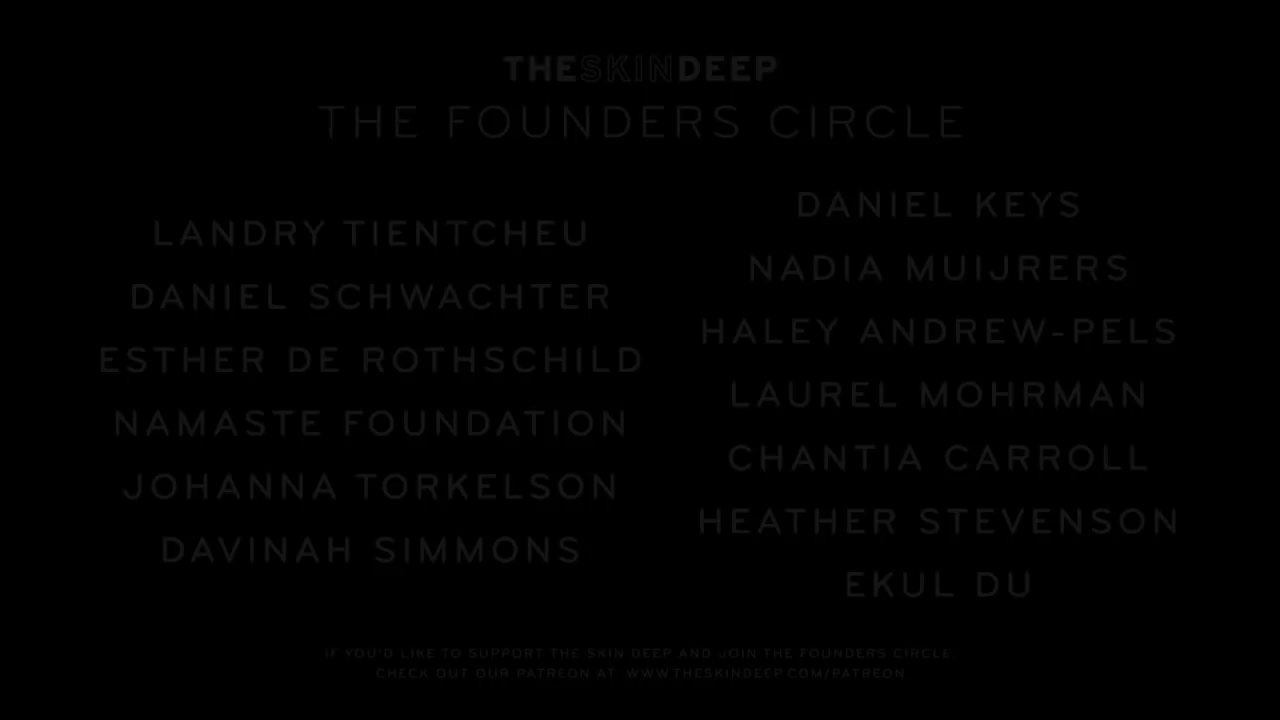 THESKINDEEP
THE FOUNDERS CIRCLE
LANDRY TIENTCHEU
DANIEL SCHWACHTER
ESTHER DE ROTHSCHILD
NAMASTE FOUNDATION
JOHANNA TORKELSON
DAVINAH SIMMONS
DANIEL KEYS
NADIA MUIJRERS
HALEY ANDREW-PELS
LAUREL MOHRMAN
CHANTIA CARROLL
HEATHER STEVENSON
EKUL DU
IF YOU'D LIKE TO SUPPORT THE SKIN DEEP AND JOIN THE FOUNDERS CIRCLE,
CHECK OUT OUR PATREON AT: WWW.THESKINDEEP.COM/PATREON